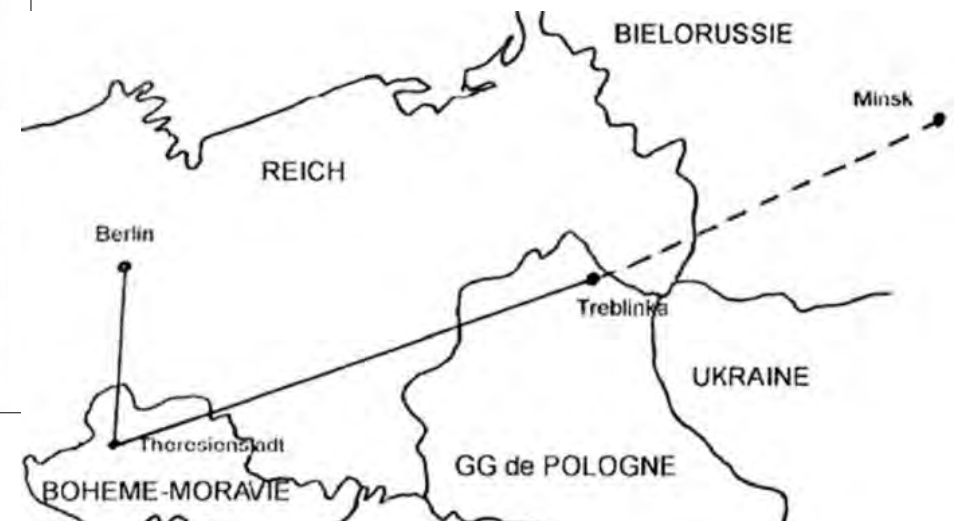 BIELORUSSIE
Minsk
REICH
Berlin
Treblinka
UKRAINE
Theresienstadt
GG de POLOGNE
BOHEME-MORAVIE